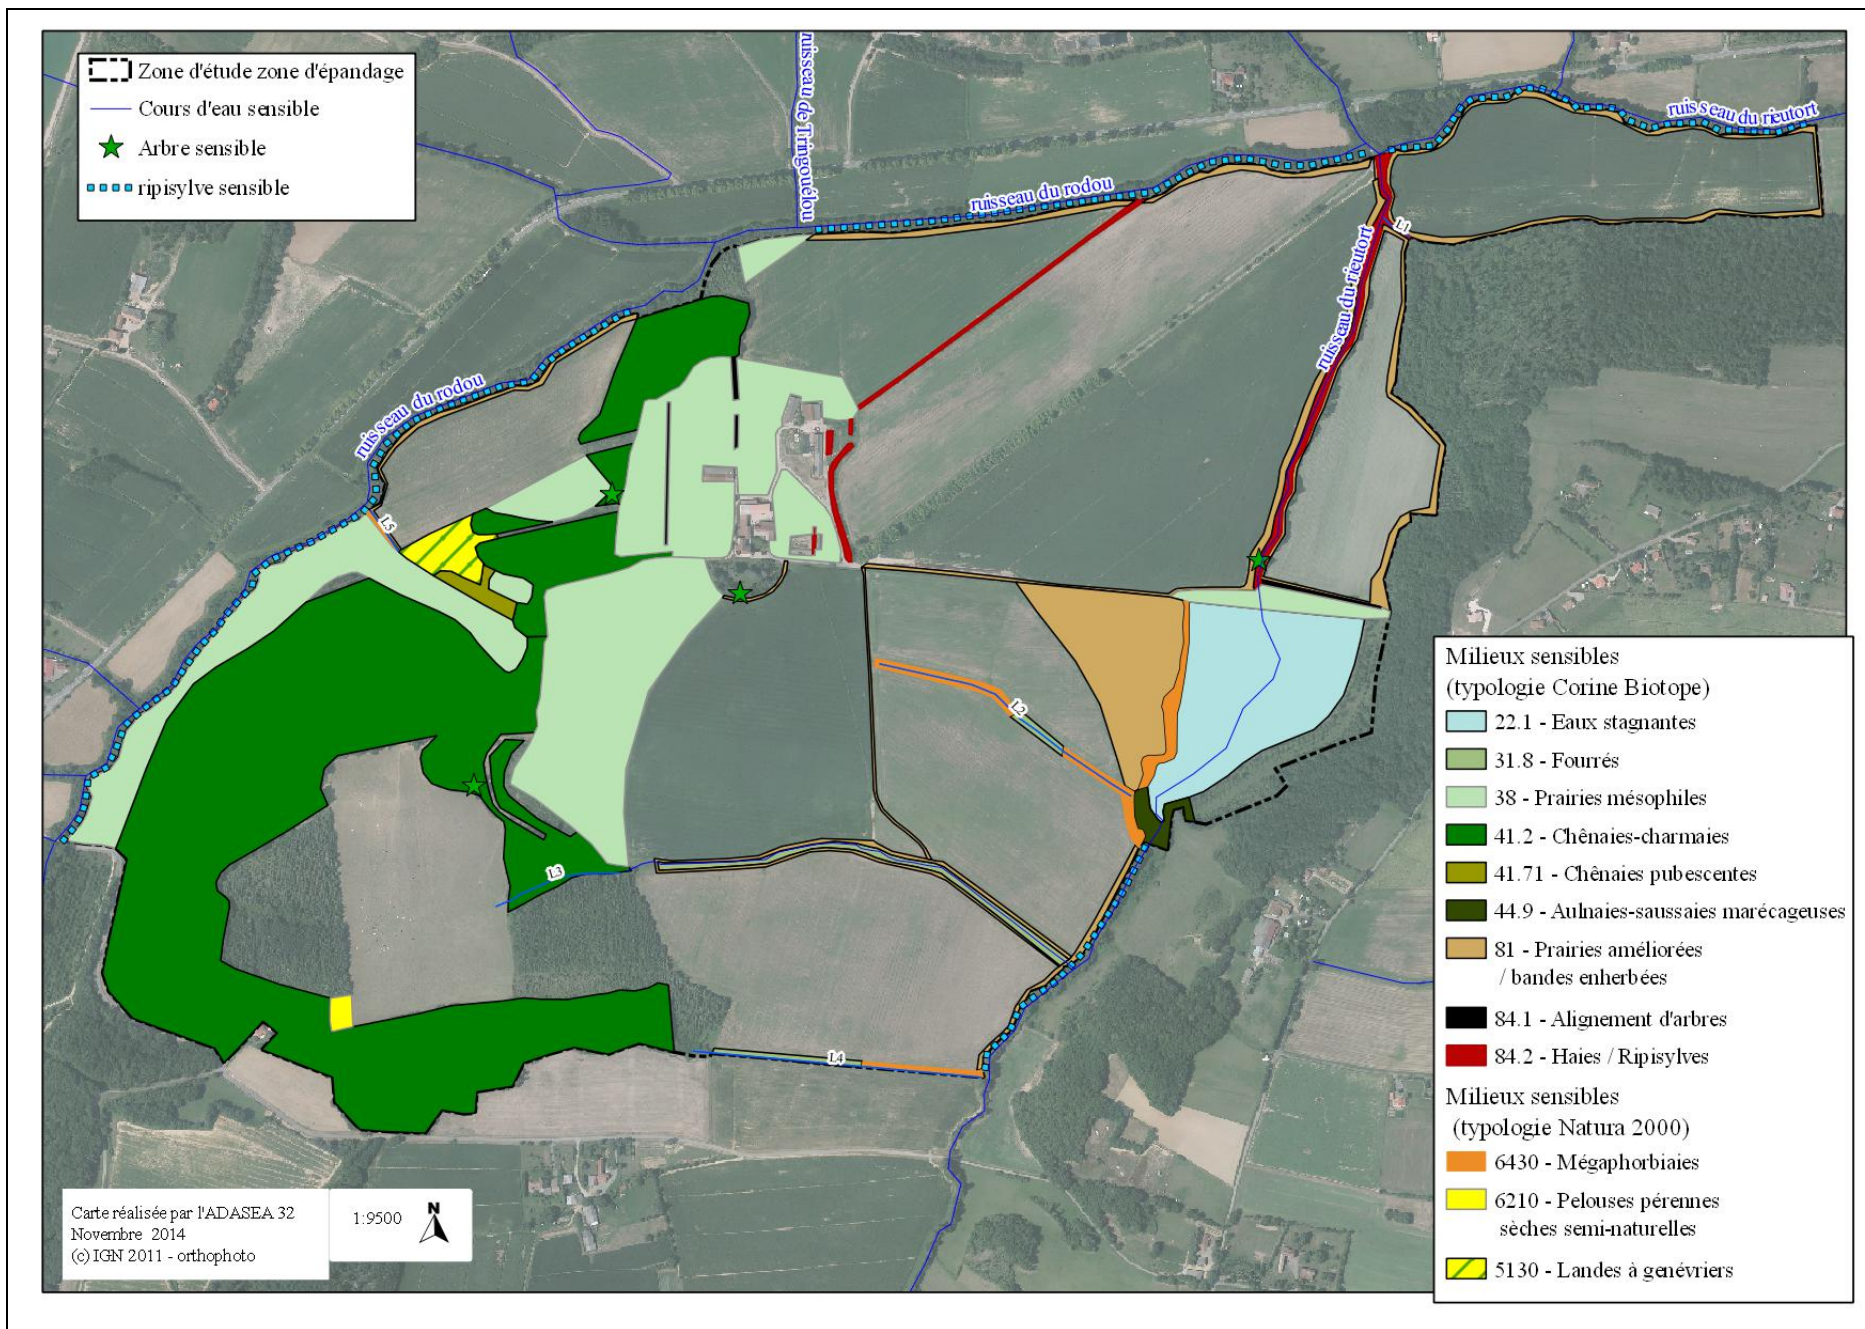 Zone d'étude zone d'épandage
Cours d'eau sensible
Arbre sensible
ripisylve sensible
ruisseau de Tringouélou
ruisseau du rodou
ruisseau du rieutort
L1
ruisseau du rieutort
ruisseau du rodou
L5
L2
L3
L4
Milieux sensibles
(typologie Corine Biotope)
22.1 - Eaux stagnantes
31.8 - Fourrés
38 - Prairies mésophiles
41.2 - Chênaies-charmaies
41.71 - Chênaies pubescentes
44.9 - Aulnaies-saussaies marécageuses
81 - Prairies améliorées
/ bandes enherbées
84.1 - Alignement d'arbres
84.2 - Haies / Ripisylves
Milieux sensibles
(typologie Natura 2000)
6430 - Mégaphorbiaies
6210 - Pelouses pérennes
sèches semi-naturelles
5130 - Landes à genévriers
Carte réalisée par l'ADASEA 32
Novembre 2014
(c) IGN 2011 - orthophoto
1:9500
N